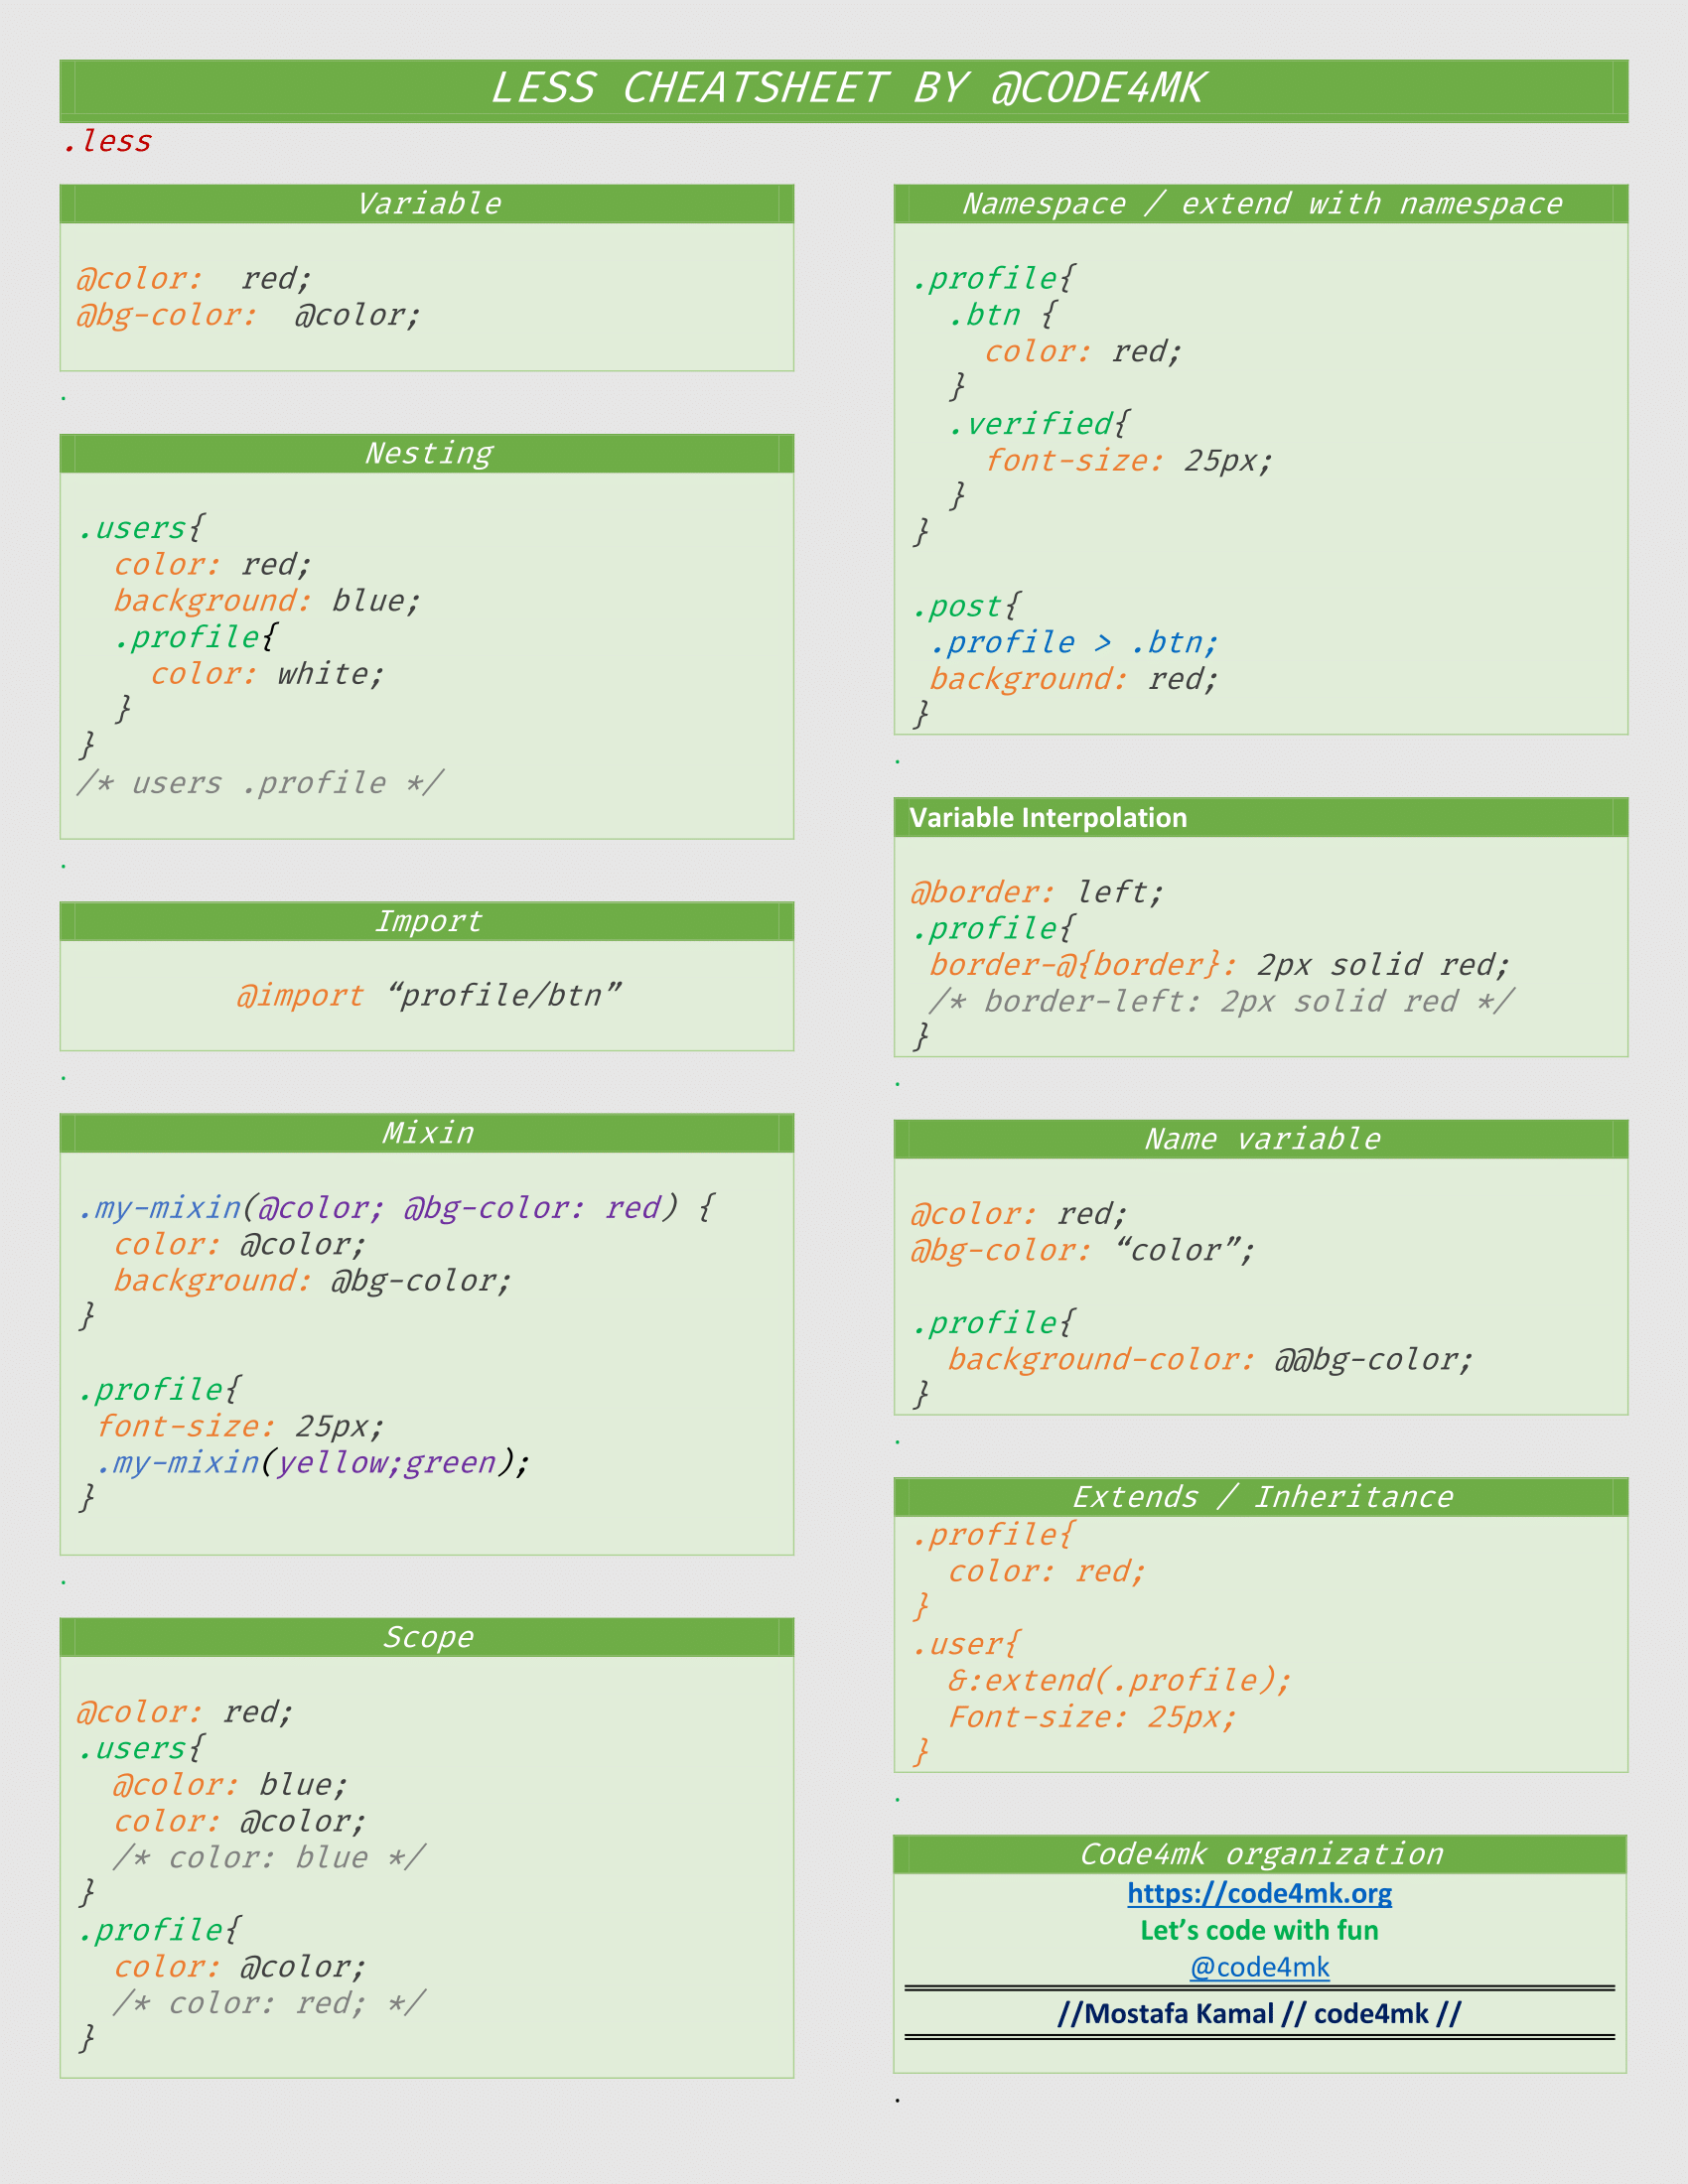 LESS CHEATSHEET BY @CODE4MK
.less
Variable
@color:  red;
@bg-color:  @color;
.
Nesting
.users{
  color: red;
  background: blue;
  .profile{
    color: white;
  }
}
/* users .profile */
.
Import
@import “profile/btn”
.
Mixin
.my-mixin(@color; @bg-color: red) {
  color: @color;
  background: @bg-color;
}
.profile{
 font-size: 25px;
 .my-mixin(yellow;green);
}
.
Scope
@color: red;
.users{
  @color: blue;
  color: @color;
  /* color: blue */
}
.profile{
  color: @color;
  /* color: red; */
}
Namespace / extend with namespace
.profile{
  .btn {
    color: red;
  }
  .verified{
    font-size: 25px;
  }
}
.post{
 .profile > .btn;
 background: red;
}
.
Variable Interpolation
@border: left;
.profile{
 border-@{border}: 2px solid red;
 /* border-left: 2px solid red */
}
.
Name variable
@color: red;
@bg-color: “color”;
.profile{
  background-color: @@bg-color;
}
.
Extends / Inheritance
.profile{
  color: red;
}
.user{
  &:extend(.profile);
  Font-size: 25px;
}
.
Code4mk organization
https://code4mk.org
Let’s code with fun
@code4mk
//Mostafa Kamal // code4mk //
.